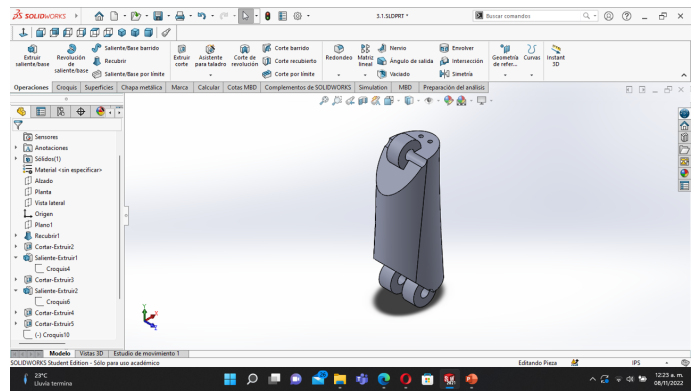 SOLIDWORKS
3.1.SLDPRT *
Buscar comandos
Extruir saliente/base
Revolución de saliente/base
Saliente/Base barrido
Recubrir
Saliente/Base por límite
Extruir corte
Asistente para taladro
Corte de revolución
Corte barrido
Corte recubierto
Corte por límite
Redondeo
Matriz lineal
Nervio
Ángulo de salida
Vaciado
Envolver
Intersección
Simetría
Geometría de refer...
Curvas
Instant 3D
Operaciones Croquis Superficies Chapa metálica Marca Calcular Cotas MBD Complementos de SOLIDWORKS Simulation MBD Preparación del análisis
Sensores
Anotaciones
Sólidos(1)
Material <sin especificar>
Alzado
Planta
Vista lateral
Origen
Plano1
Recubrir1
Cortar-Extruir2
Saliente-Extruir1
Croquis4
Cortar-Extruir3
Saliente-Extruir2
Croquis6
Cortar-Extruir4
Cortar-Extruir5
(-) Croquis10
Y
X
Z
Modelo Vistas 3D Estudio de movimiento 1
SOLIDWORKS Student Edition - Sólo para uso académico
Editando Pieza
IPS
23°C
Lluvia termina
12:23 a. m.
08/11/2022